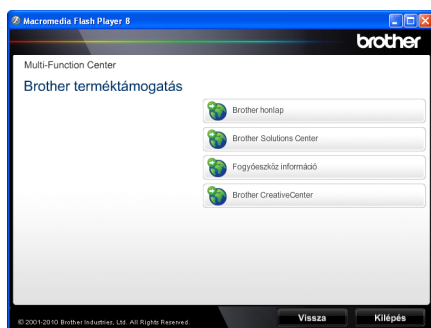 Macromedia Flash Player 8
brother
Multi-Function Center
Brother terméktámogatás
Brother honlap
Brother Solutions Center
Fogyóeszköz információ
Brother CreativeCenter
© 2001-2010 Brother Industries, Ltd. All Rights Reserved.
Vissza Kilépés